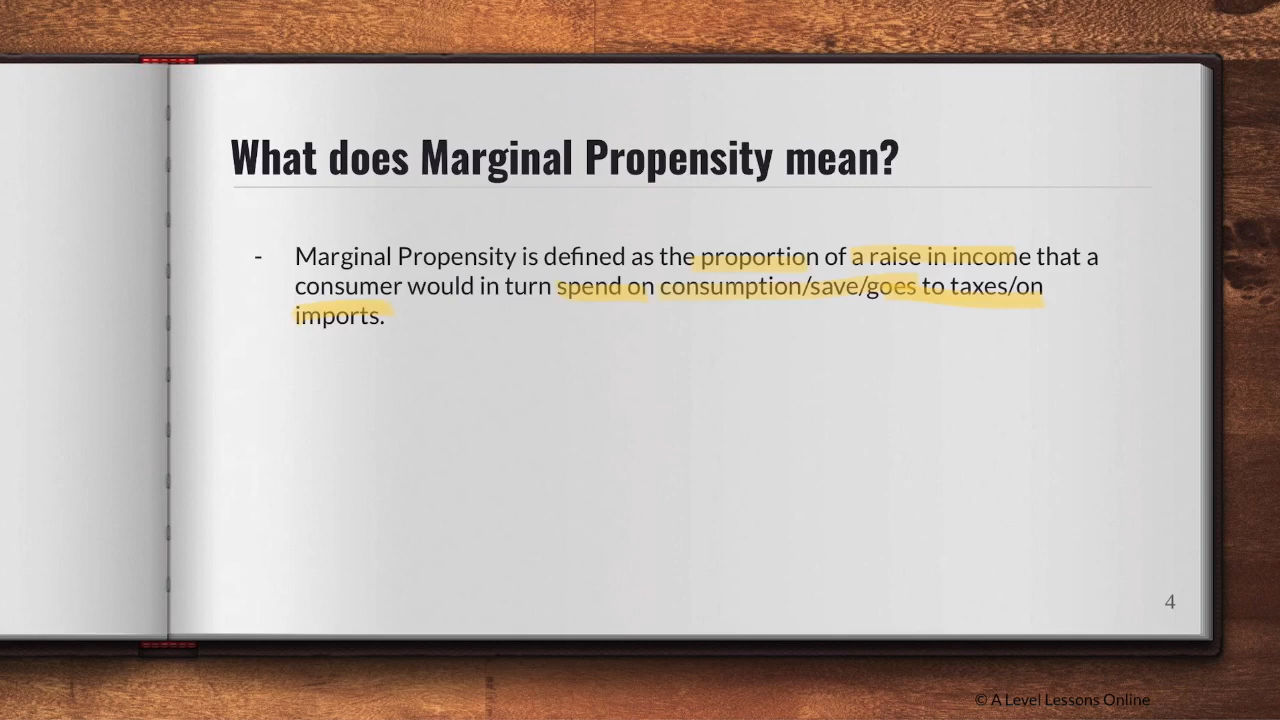 What does Marginal Propensity mean?
- Marginal Propensity is defined as the proportion of a raise in income that a
consumer would in turn spend on consumption/save/goes to taxes/on
imports.
4
© A Level Lessons Online